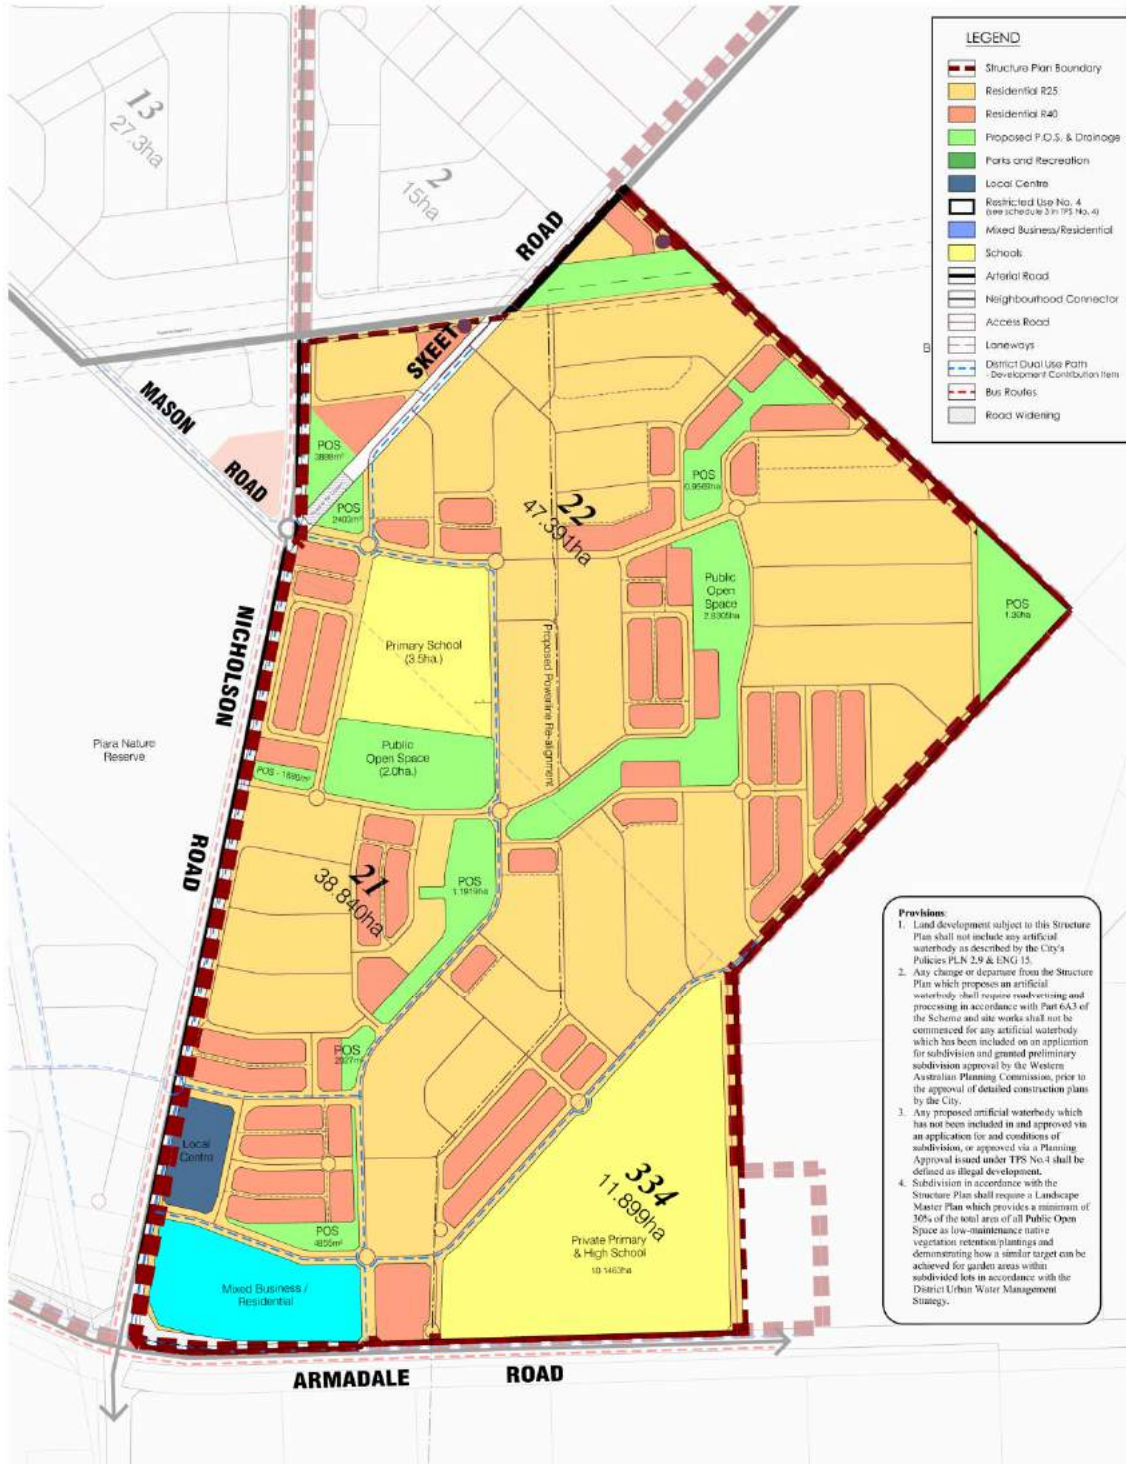 LEGEND
Structure Plan Boundary
Residential R25
Residential R40
Proposed P.O.S. & Drainage
Parks and Recreation
Local Centre
Restricted Use No. 4
(see schedule 3 in TPS No. 4)
Mixed Business/Residential
Schools
Arterial Road
Neighbourhood Connector
Access Road
Laneways
District Dual Use Path
- Development Contribution Item
Bus Routes
Road Widening
B
13
27.3ha
2
15ha
SKEET
ROAD
MASON
ROAD
POS
POS
2403m²
22
47.391ha
POS
Public
Open
Space
POS
Primary School
(3.5ha.)
Proposed Powerline Re-alignment
NICHOLSON
ROAD
Piara Nature
Reserve
Public
Open Space
(2.0ha.)
21
38.840ha
POS
1.1919ha
POS
Local
Centre
POS
4855m²
Mixed Business /
Residential
334
11.899ha
Private Primary
& High School
10.1463ha
ARMADALE
ROAD
Provisions:
1. Land development subject to this Structure
Plan shall not include any artificial
waterbody as described by the City's
Policies PLN 2.9 & ENG 15.
2. Any change or departure from the Structure
Plan which proposes an artificial
waterbody shall require readvertising and
processing in accordance with Part 6A3 of
the Scheme and site works shall not be
commenced for any artificial waterbody
which has been included on an application
for subdivision and granted preliminary
subdivision approval by the Western
Australian Planning Commission, prior to
the approval of detailed construction plans
by the City.
3. Any proposed artificial waterbody which
has not been included in and approved via
an application for and conditions of
subdivision, or approved via a Planning
Approval issued under TPS No.4 shall be
defined as illegal development.
4. Subdivision in accordance with the
Structure Plan shall require a Landscape
Master Plan which provides a minimum of
30% of the total area of all Public Open
Space as low-maintenance native
vegetation retention/plantings and
demonstrating how a similar target can be
achieved for garden areas within
subdivided lots in accordance with the
District Urban Water Management
Strategy.